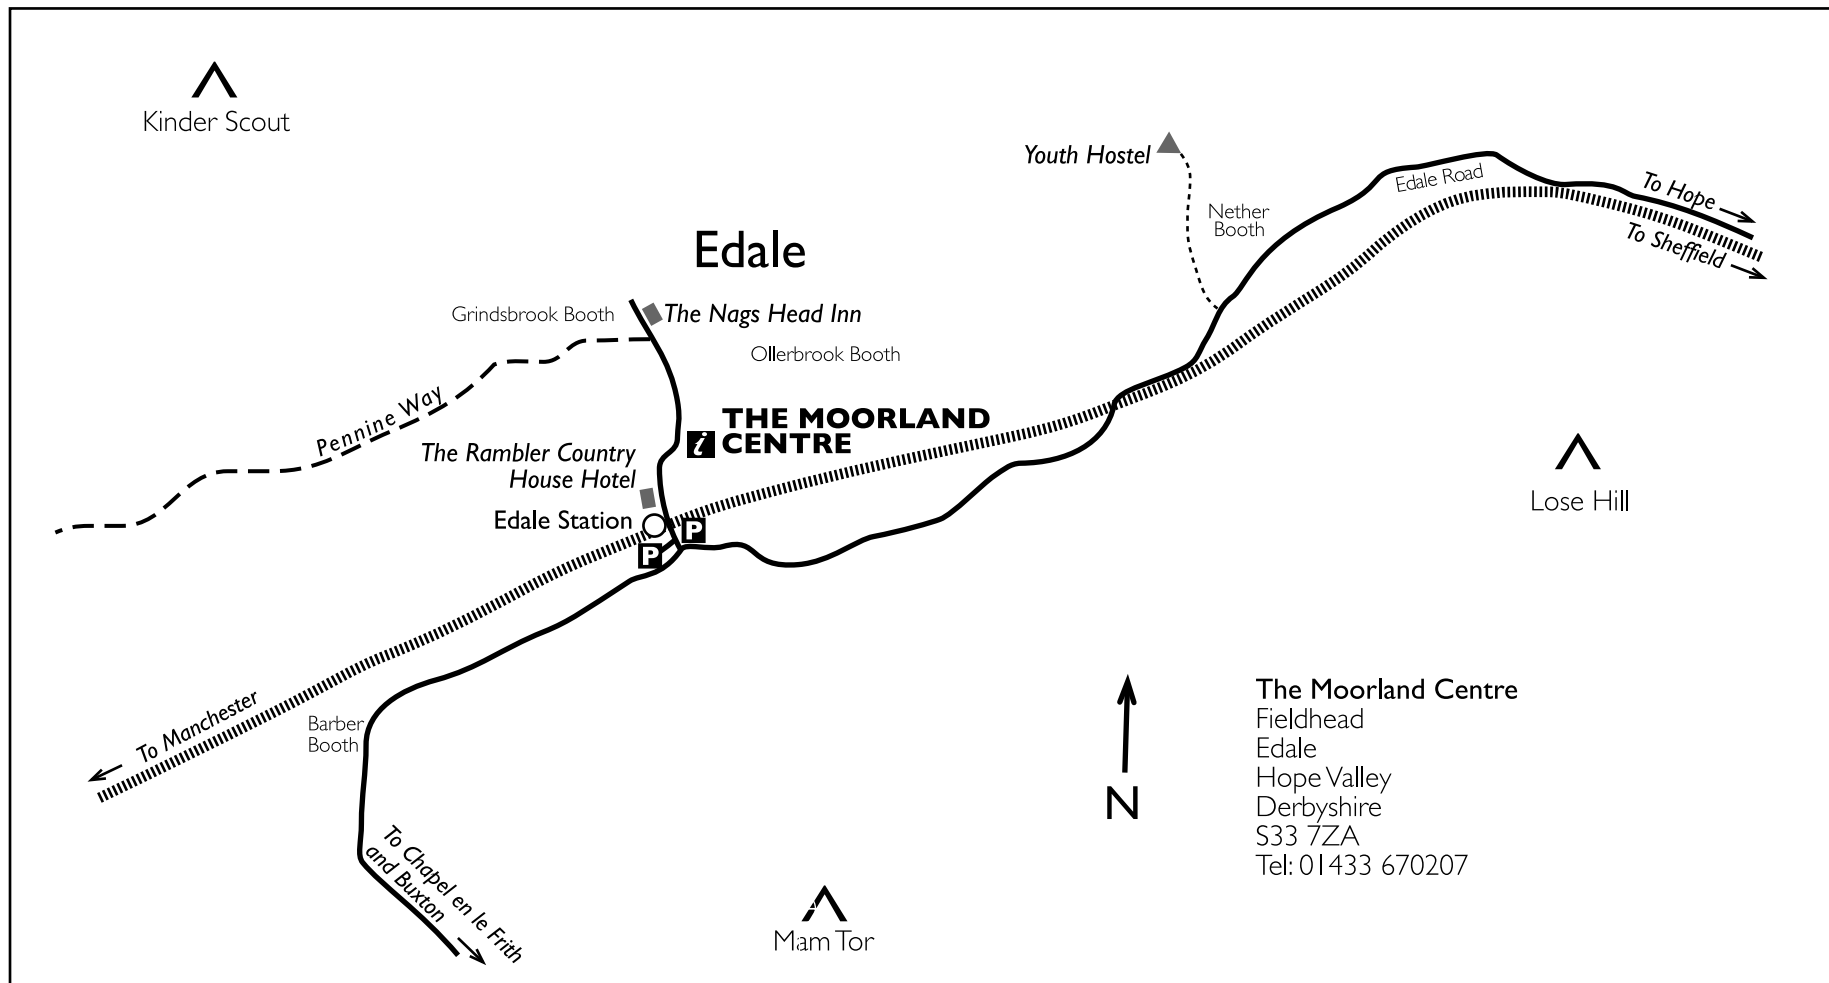 Kinder Scout
Youth Hostel
Edale Road
To Hope
To Sheffield
Nether
Booth
Edale
Grindsbrook Booth
The Nags Head Inn
Ollerbrook Booth
Pennine Way
THE MOORLAND
CENTRE
i
The Rambler Country
House Hotel
Edale Station
P
P
Lose Hill
To Manchester
Barber
Booth
To Chapel en le Frith
and Buxton
Mam Tor
N
The Moorland Centre
Fieldhead
Edale
Hope Valley
Derbyshire
S33 7ZA
Tel: 01433 670207